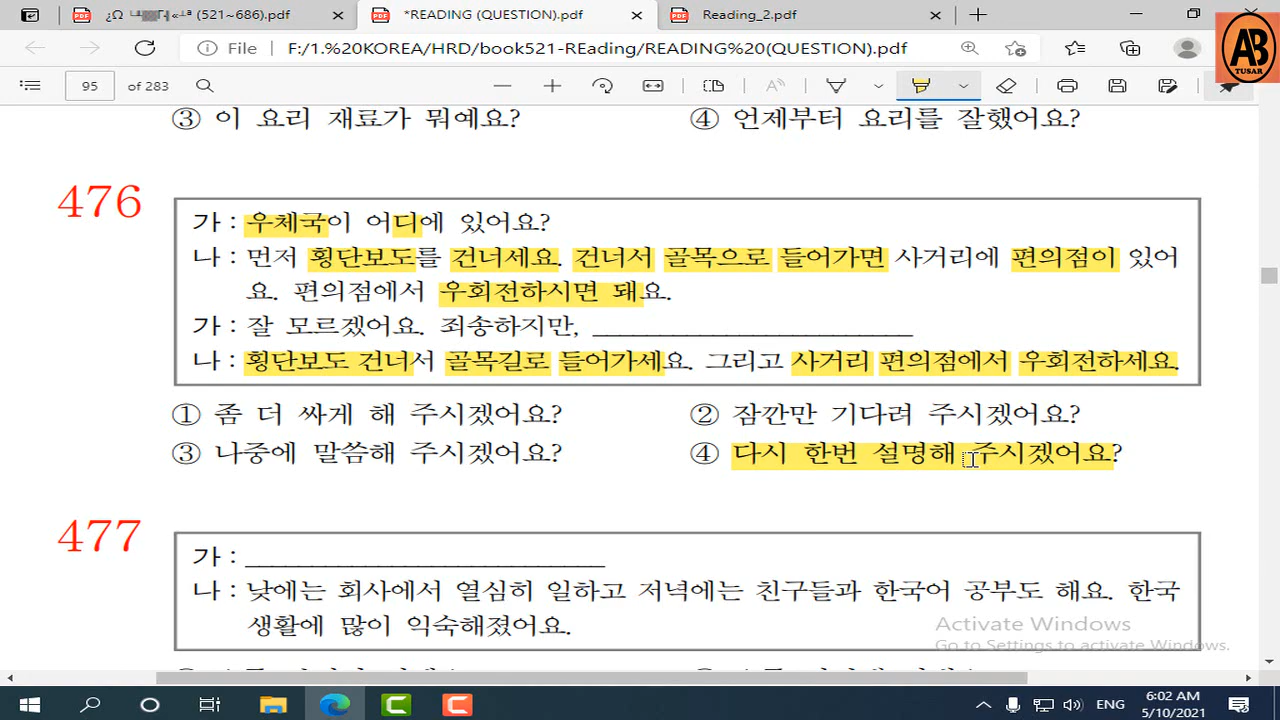 (521~686).pdf
*READING (QUESTION).pdf
Reading_2.pdf
File F:/1.%20KOREA/HRD/book521-REading/READING%20(QUESTION).pdf
AB
TUSAR
95 of 283
③ 이 요리 재료가 뭐예요? ④ 언제부터 요리를 잘했어요?
476
가 : 우체국이 어디에 있어요?
나 : 먼저 횡단보도를 건너세요. 건너서 골목으로 들어가면 사거리에 편의점이 있어
요. 편의점에서 우회전하시면 돼요.
가 : 잘 모르겠어요. 죄송하지만, ____________________
나 : 횡단보도 건너서 골목길로 들어가세요. 그리고 사거리 편의점에서 우회전하세요.
① 좀 더 싸게 해 주시겠어요? ② 잠깐만 기다려 주시겠어요?
③ 나중에 말씀해 주시겠어요? ④ 다시 한번 설명해 주시겠어요?
477
가 : ____________________
나 : 낮에는 회사에서 열심히 일하고 저녁에는 친구들과 한국어 공부도 해요. 한국
생활에 많이 익숙해졌어요.
Activate Windows
Go to Settings to activate Windows.
ENG
6:02 AM
5/10/2021